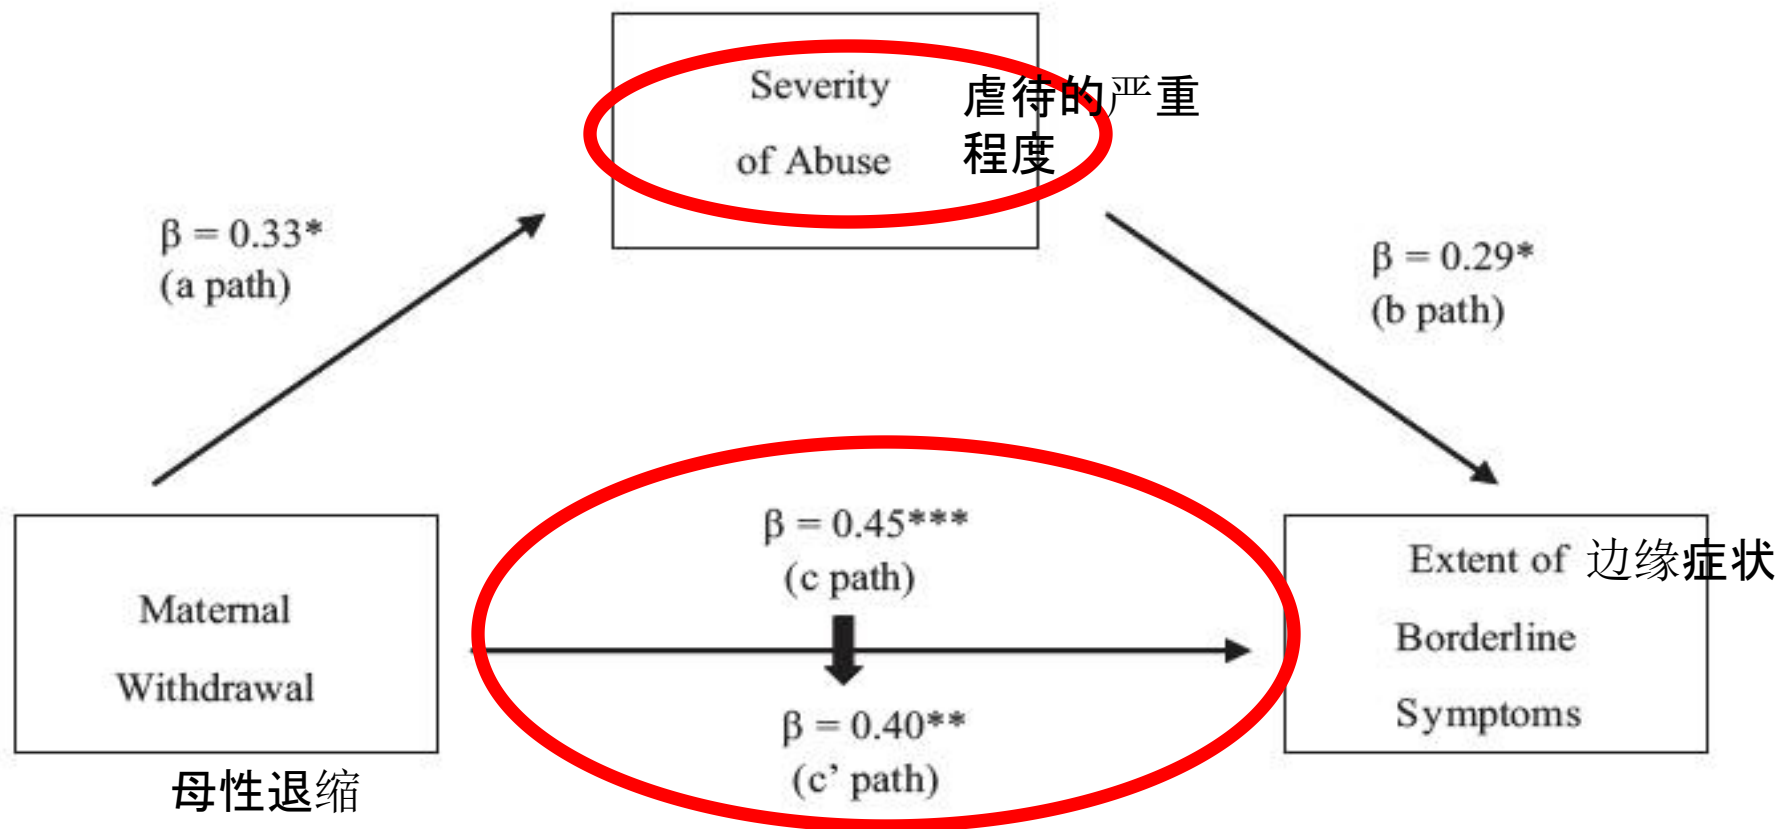 Severity
of Abuse
虐待的严重
程度
β = 0.33*
(a path)
β = 0.29*
(b path)
β = 0.45***
(c path)
β = 0.40**
(c’ path)
Maternal
Withdrawal
母性退缩
Extent of 边缘症状
Borderline
Symptoms